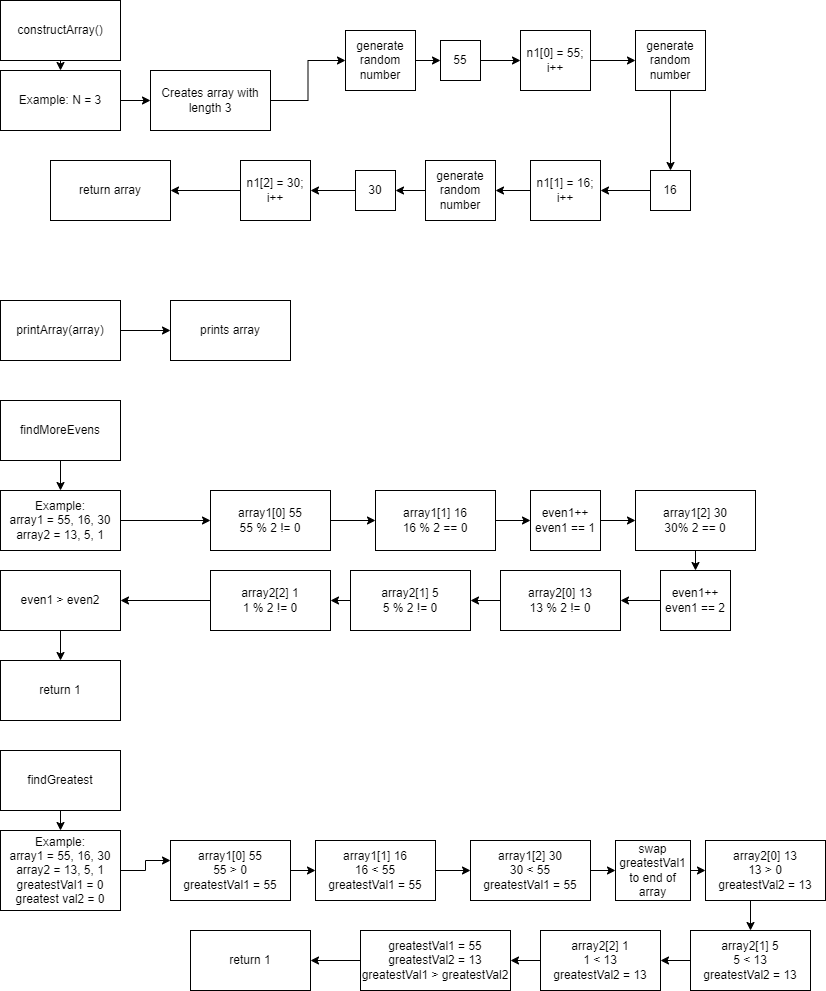 constructArray()
Example: N = 3
Creates array with
length 3
generate
random
number
55
n1[0] = 55;
i++
generate
random
number
16
n1[1] = 16;
i++
generate
random
number
30
n1[2] = 30;
i++
return array
printArray(array)
prints array
findMoreEvens
Example:
array1 = 55, 16, 30
array2 = 13, 5, 1
array1[0] 55
55 % 2 != 0
array1[1] 16
16 % 2 == 0
even1++
even1 == 1
array1[2] 30
30% 2 == 0
even1++
even1 == 2
array2[0] 13
13 % 2 != 0
array2[1] 5
5 % 2 != 0
array2[2] 1
1 % 2 != 0
even1 > even2
return 1
findGreatest
Example:
array1 = 55, 16, 30
array2 = 13, 5, 1
greatestVal1 = 0
greatest val2 = 0
array1[0] 55
55 > 0
greatestVal1 = 55
array1[1] 16
16 < 55
greatestVal1 = 55
array1[2] 30
30 < 55
greatestVal1 = 55
swap
greatestVal1
to end of
array
array2[0] 13
13 > 0
greatestVal2 = 13
array2[1] 5
5 < 13
greatestVal2 = 13
array2[2] 1
1 < 13
greatestVal2 = 13
greatestVal1 = 55
greatestVal2 = 13
greatestVal1 > greatestVal2
return 1